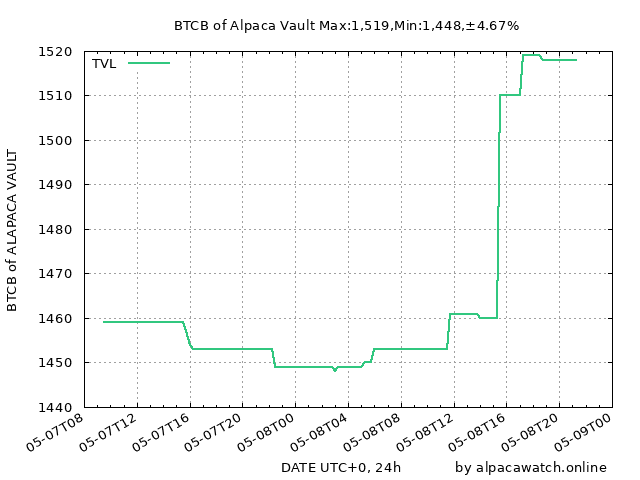 BTCB of Alpaca Vault Max:1,519,Min:1,448,±4.67%
TVL
1520
1510
1500
1490
1480
1470
1460
1450
1440
BTCB of ALAPACA VAULT
05-07T08
05-07T12
05-07T16
05-07T20
05-08T00
05-08T04
05-08T08
05-08T12
05-08T16
05-08T20
05-09T00
DATE UTC+0, 24h
by alpacawatch.online